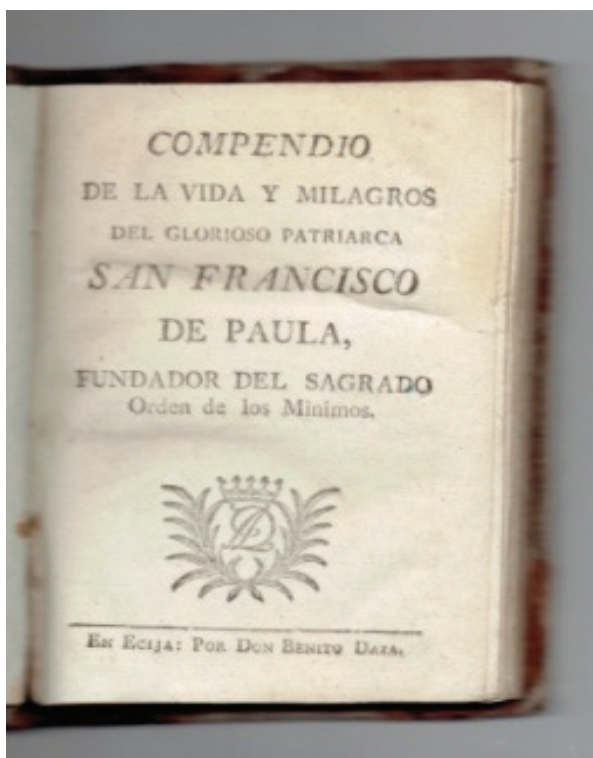 COMPENDIO
DE LA VIDA Y MILAGROS
DEL GLORIOSO PATRIARCA
SAN FRANCISCO
DE PAULA,
FUNDADOR DEL SAGRADO
Orden de los Minimos.
EN ECIJA: POR DON BENITO DAZA.